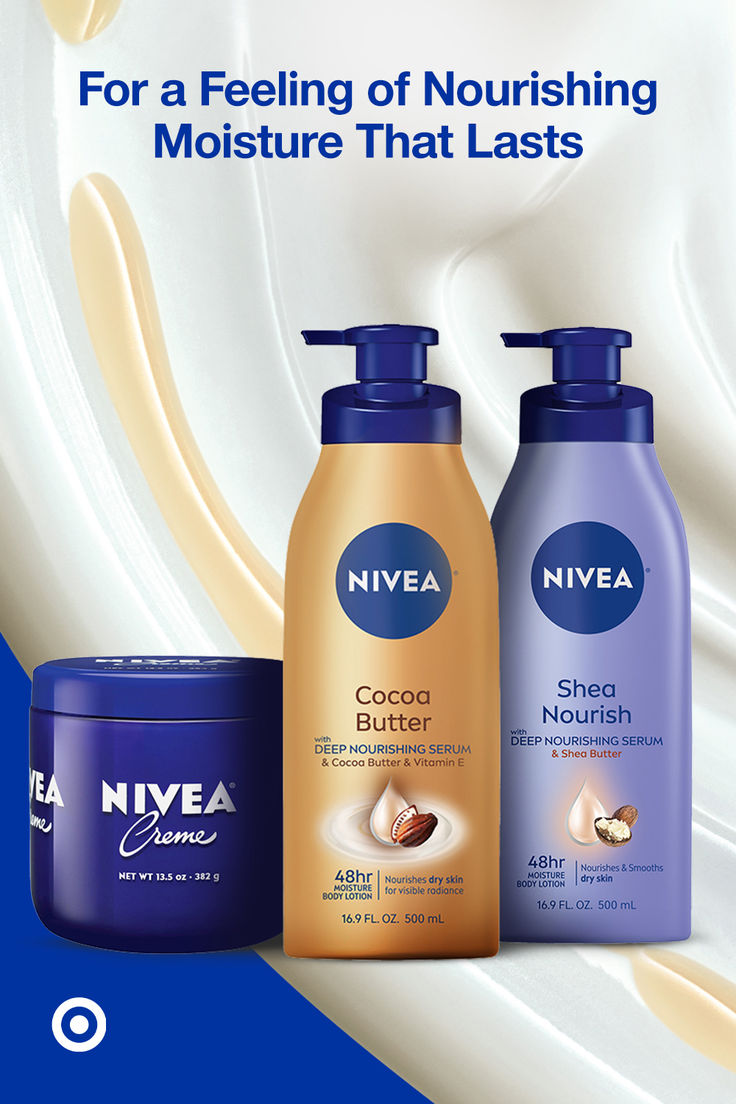 For a Feeling of Nourishing
Moisture That Lasts
NIVEA
NIVEA
Creme
NET WT 13.5 oz · 382 g
NIVEA
Cocoa
Butter
with
DEEP NOURISHING SERUM
& Cocoa Butter & Vitamin E
48hr
MOISTURE
BODY LOTION
Nourishes dry skin
for visible radiance
16.9 FL. OZ. 500 mL
NIVEA
Shea
Nourish
with
DEEP NOURISHING SERUM
& Shea Butter
48hr
MOISTURE
BODY LOTION
Nourishes & Smooths
dry skin
16.9 FL. OZ. 500 mL